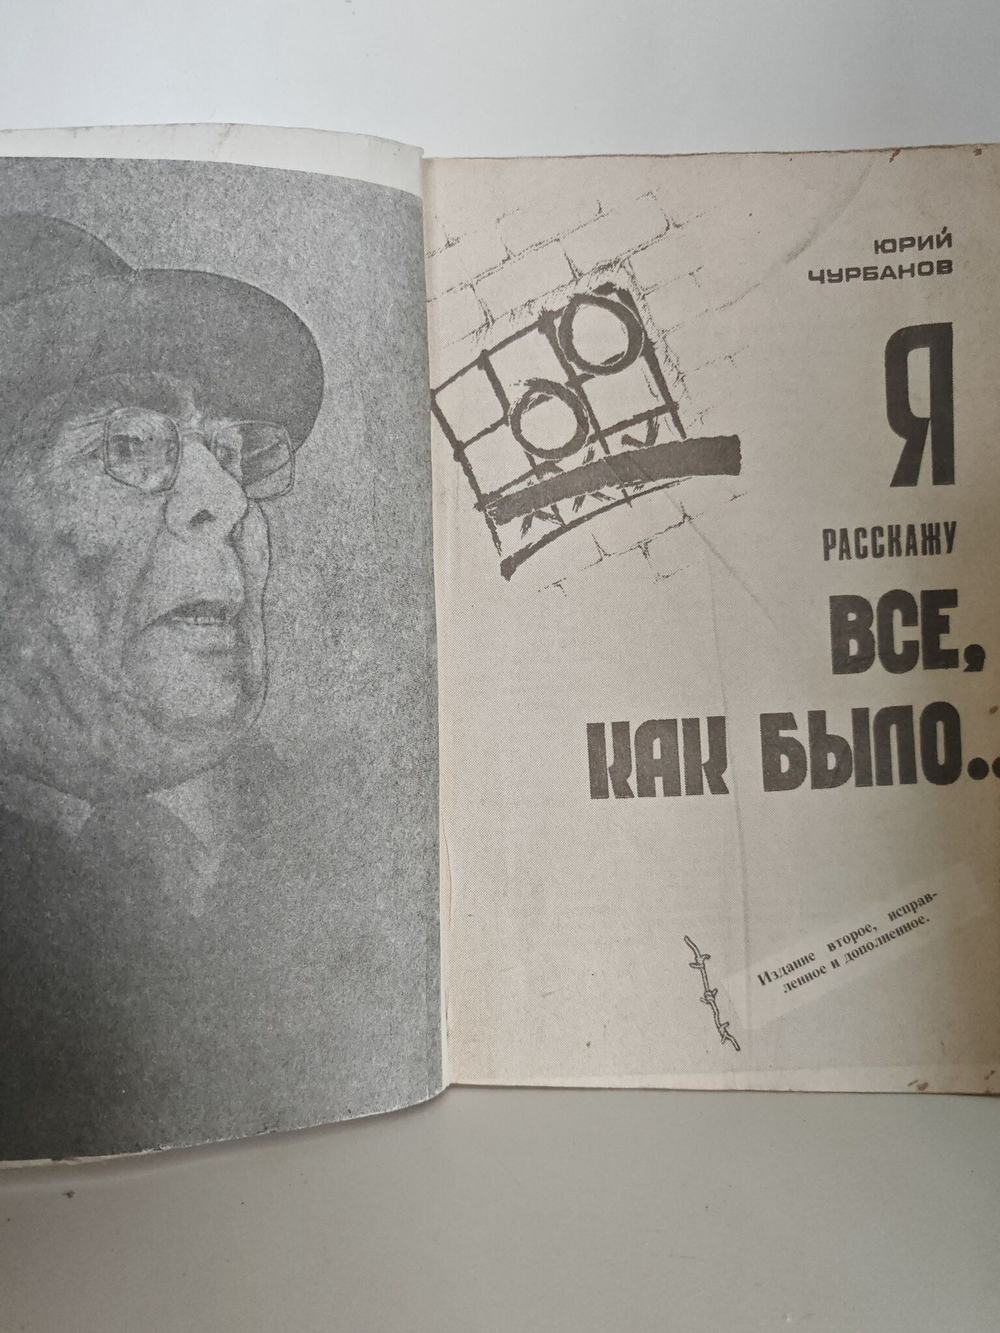 ЮРИЙ
ЧУРБАНОВ
Я
РАССКАЖУ
ВСЕ,
КАК БЫЛО..
Издание второе, исправ-
ленное и дополненное.